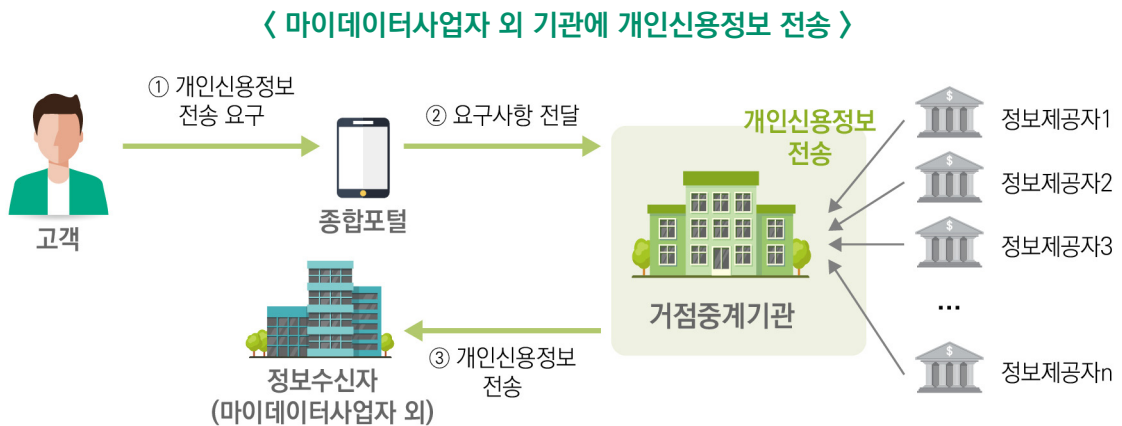 〈 마이데이터사업자 외 기관에 개인신용정보 전송 〉
① 개인신용정보
전송 요구
② 요구사항 전달
개인신용정보
전송
정보제공자1
정보제공자2
정보제공자3
...
정보제공자n
고객
종합포털
거점중계기관
③ 개인신용정보
전송
정보수신자
(마이데이터사업자 외)